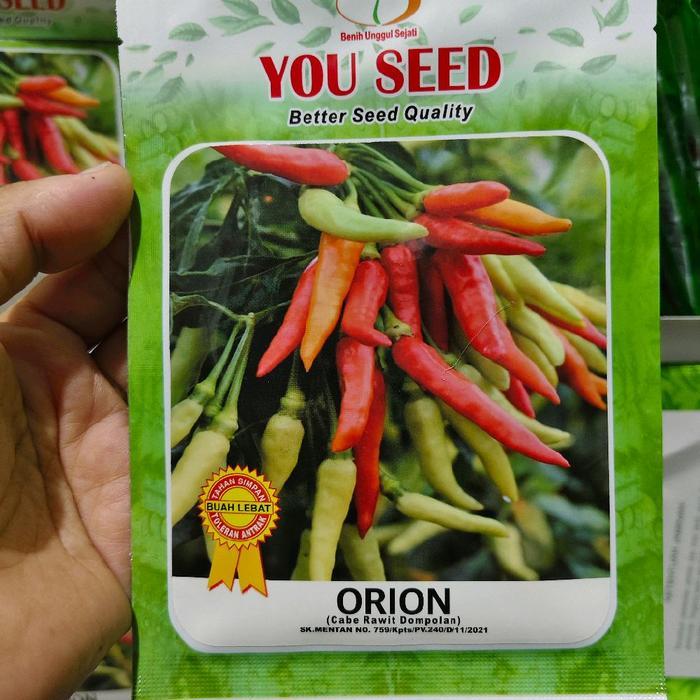 SEED
Benih Unggul Sejati
YOU SEED
Better Seed Quality
TAHAN SIMPAN
BUAH LEBAT
TOLERAN ANTRAK
ORION
(Cabe Rawit Dompolan)
SK.MENTAN NO. 759/Kpts/PV.240/D/11/2021